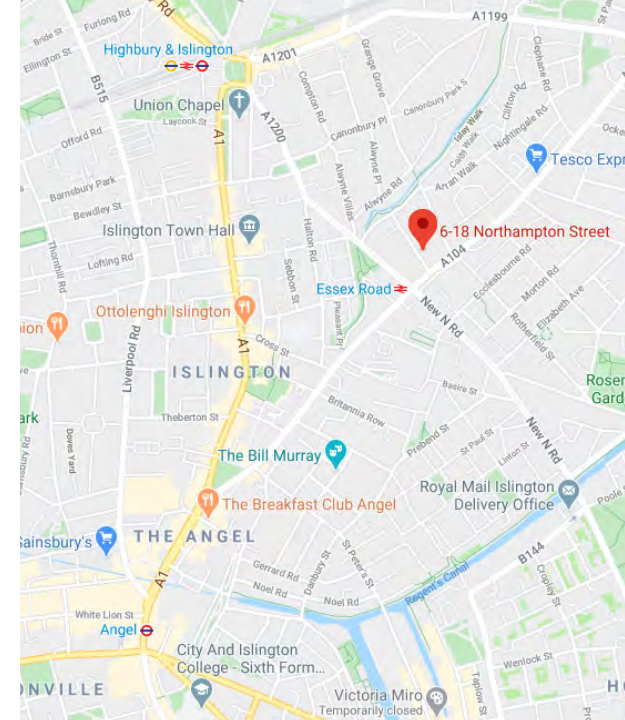 Furlong Rd
Bride St
Ellington St
B515
Highbury & Islington
A1201
A1199
Grange Grove
Compton Rd
Canonbury Park S
Clephane Rd
Clifton Rd
Union Chapel
Laycock St
A1
A1200
Offord Rd
Canonbury Pl
Islay Walk
Nightingale Rd
Alwyne Pl
Alwyne Villas
Alwyne Rd
Tesco Expr
Barnsbury Park
Bewdley St
Islington Town Hall
Halton Rd
6-18 Northampton Street
Thornhill Rd
Lofting Rd
Sebbon St
A104
Ecclesbourne Rd
Morton Rd
Essex Road
New N Rd
Elizabeth Ave
Rotherfield St
Ottolenghi Islington
Pleasant Pl
Liverpool Rd
A1
Cross St
ISLINGTON
Basire St
Britannia Row
Theberton St
Prebend St
St Paul St
Linton St
New N Rd
The Bill Murray
Royal Mail Islington
Delivery Office
The Breakfast Club Angel
Sainsbury's
THE ANGEL
B144
St Peter's St
Danbury St
Gerrard Rd
Noel Rd
Noel Rd
Regent's Canal
Cropley St
A1
White Lion St
Angel
City And Islington
College - Sixth Form...
Wenlock St
Victoria Miro
Temporarily closed
Taplow St